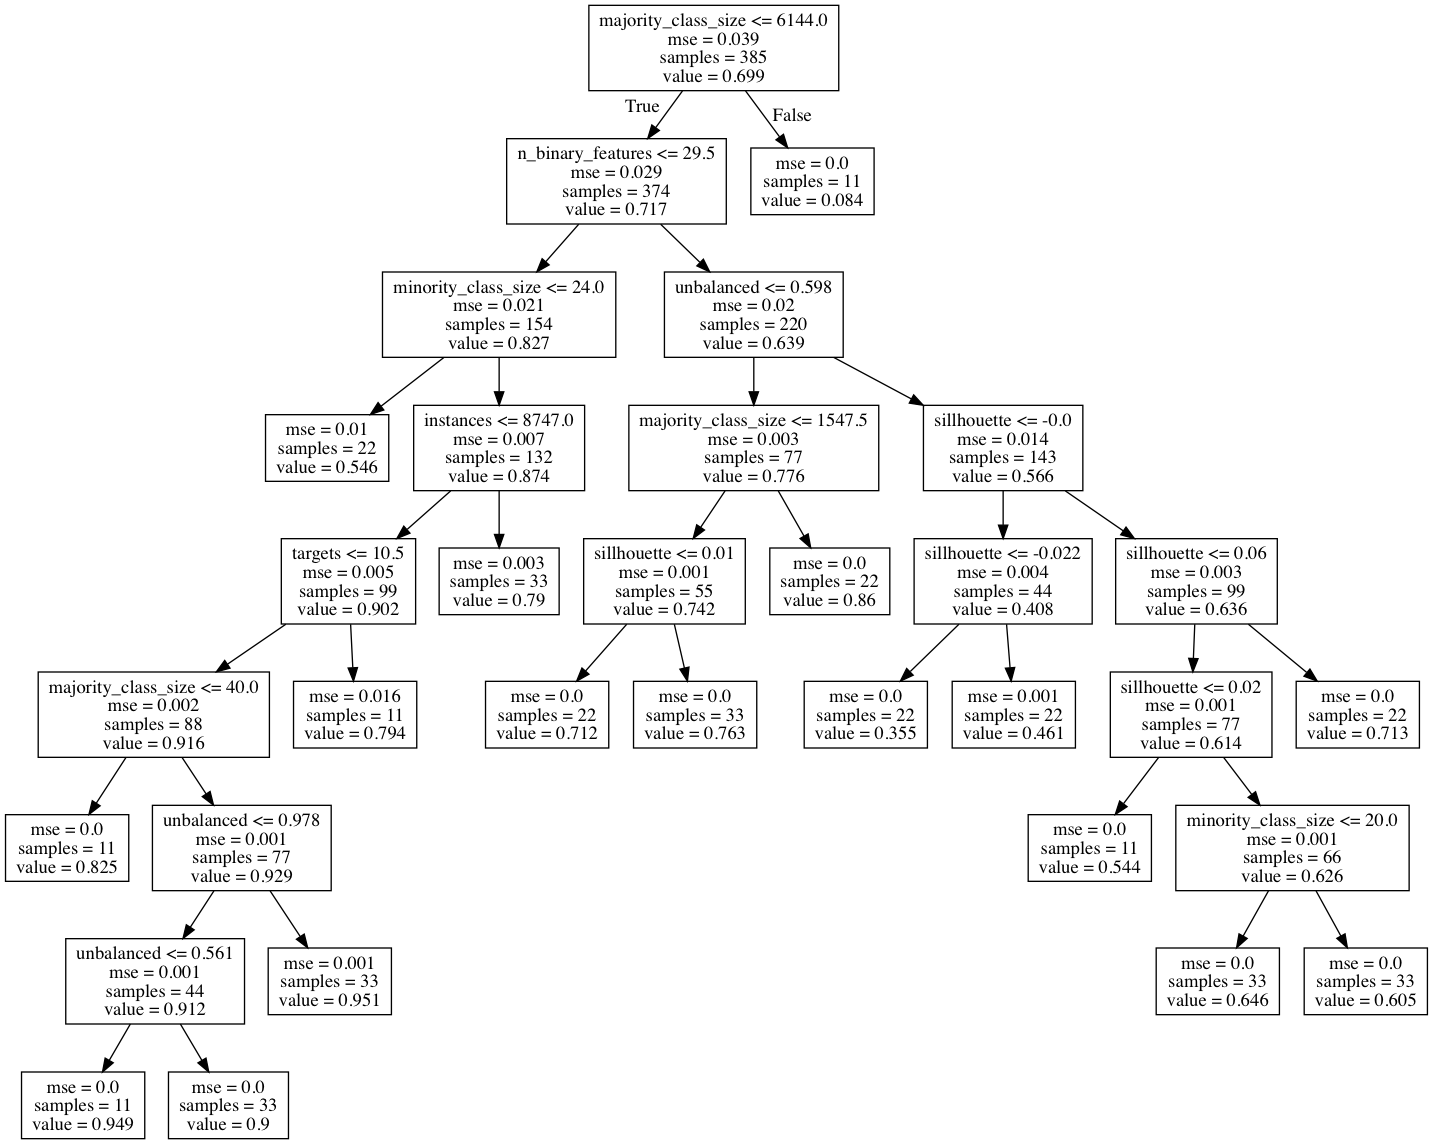 majority_class_size <= 6144.0
mse = 0.039
samples = 385
value = 0.699
True
False
n_binary_features <= 29.5
mse = 0.029
samples = 374
value = 0.717
mse = 0.0
samples = 11
value = 0.084
minority_class_size <= 24.0
mse = 0.021
samples = 154
value = 0.827
unbalanced <= 0.598
mse = 0.02
samples = 220
value = 0.639
mse = 0.01
samples = 22
value = 0.546
instances <= 8747.0
mse = 0.007
samples = 132
value = 0.874
majority_class_size <= 1547.5
mse = 0.003
samples = 77
value = 0.776
sillhouette <= -0.0
mse = 0.014
samples = 143
value = 0.566
targets <= 10.5
mse = 0.005
samples = 99
value = 0.902
mse = 0.003
samples = 33
value = 0.79
sillhouette <= 0.01
mse = 0.001
samples = 55
value = 0.742
mse = 0.0
samples = 22
value = 0.86
sillhouette <= -0.022
mse = 0.004
samples = 44
value = 0.408
sillhouette <= 0.06
mse = 0.003
samples = 99
value = 0.636
majority_class_size <= 40.0
mse = 0.002
samples = 88
value = 0.916
mse = 0.016
samples = 11
value = 0.794
mse = 0.0
samples = 22
value = 0.712
mse = 0.0
samples = 33
value = 0.763
mse = 0.0
samples = 22
value = 0.355
mse = 0.001
samples = 22
value = 0.461
sillhouette <= 0.02
mse = 0.001
samples = 77
value = 0.614
mse = 0.0
samples = 22
value = 0.713
mse = 0.0
samples = 11
value = 0.825
unbalanced <= 0.978
mse = 0.001
samples = 77
value = 0.929
mse = 0.0
samples = 11
value = 0.544
minority_class_size <= 20.0
mse = 0.001
samples = 66
value = 0.626
unbalanced <= 0.561
mse = 0.001
samples = 44
value = 0.912
mse = 0.001
samples = 33
value = 0.951
mse = 0.0
samples = 33
value = 0.646
mse = 0.0
samples = 33
value = 0.605
mse = 0.0
samples = 11
value = 0.949
mse = 0.0
samples = 33
value = 0.9